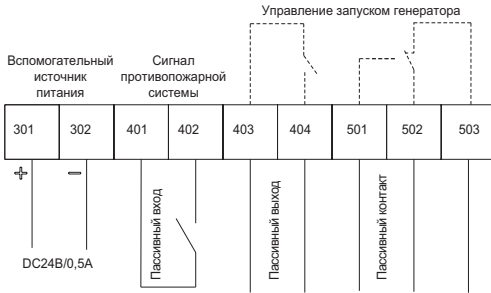 Управление запуском генератора
Вспомогательный
источник
питания
Сигнал
противопожарной
системы
301 302 401 402 403 404 501 502 503
+ −
DC24В/0,5А
Пассивный вход
Пассивный выход
Пассивный контакт